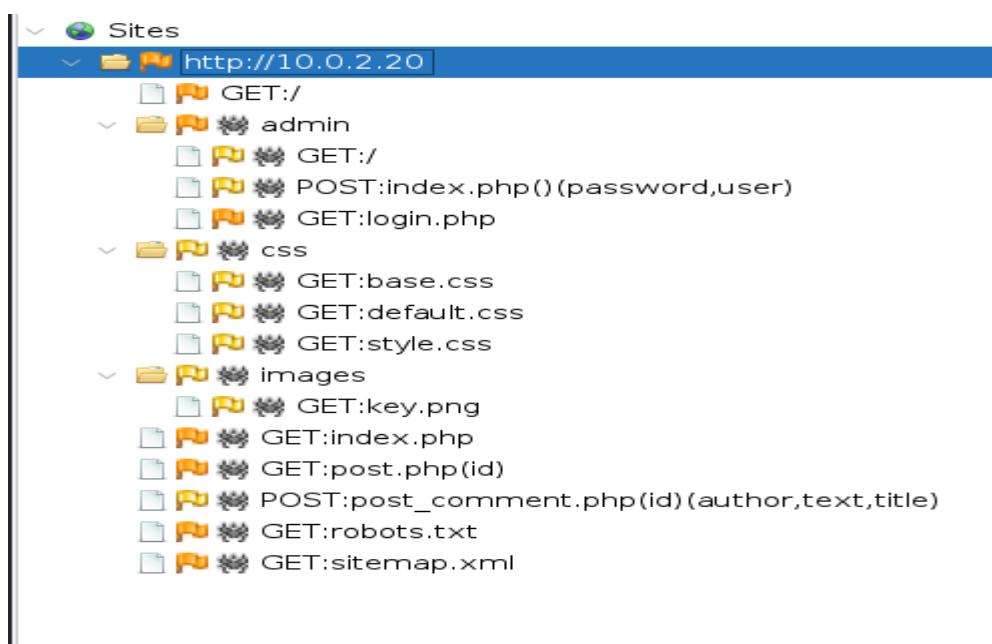 Sites
http://10.0.2.20
GET:/
admin
GET:/
POST:index.php()(password,user)
GET:login.php
css
GET:base.css
GET:default.css
GET:style.css
images
GET:key.png
GET:index.php
GET:post.php(id)
POST:post_comment.php(id)(author,text,title)
GET:robots.txt
GET:sitemap.xml